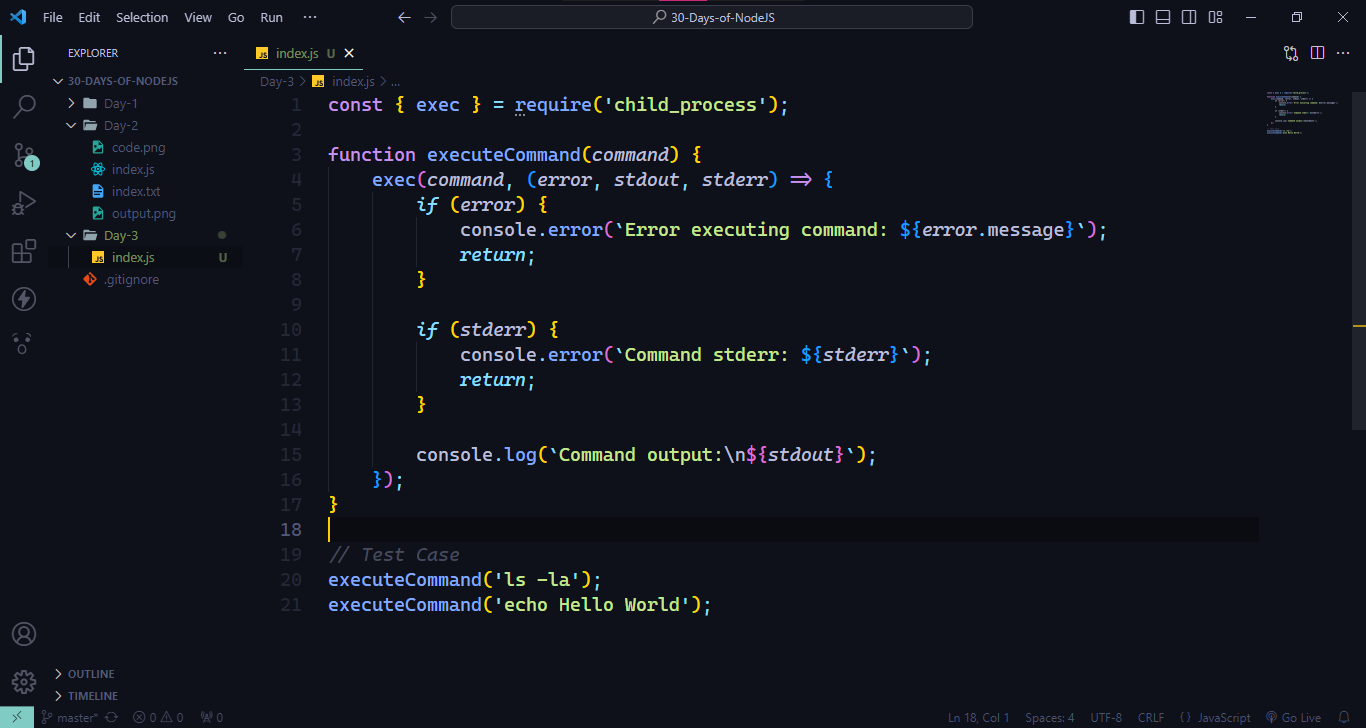 File Edit Selection View Go Run ···
30-Days-of-NodeJS
EXPLORER ···
30-DAYS-OF-NODEJS
Day-1
Day-2
code.png
index.js
index.txt
output.png
Day-3
JS index.js U
.gitignore
OUTLINE
TIMELINE
1
JS index.js U
Day-3 > JS index.js > ...
1 const { exec } = require('child_process');
2
3 function executeCommand(command) {
4 exec(command, (error, stdout, stderr) => {
5 if (error) {
6 console.error(`Error executing command: ${error.message}`);
7 return;
8 }
9
10 if (stderr) {
11 console.error(`Command stderr: ${stderr}`);
12 return;
13 }
14
15 console.log(`Command output:\n${stdout}`);
16 });
17 }
18
19 // Test Case
20 executeCommand('ls -la');
21 executeCommand('echo Hello World');
master* 0 0 0 Ln 18, Col 1 Spaces: 4 UTF-8 CRLF {} JavaScript Go Live